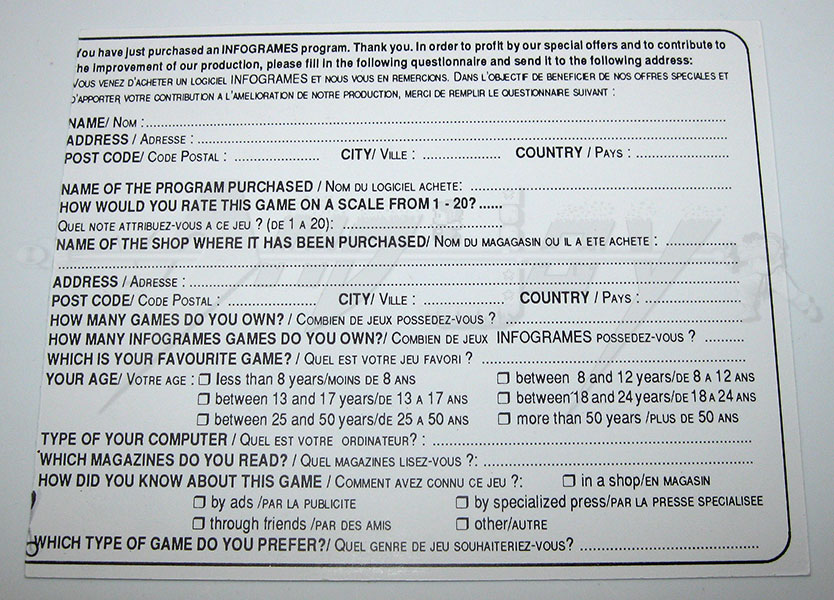 You have just purchased an INFOGRAMES program. Thank you. In order to profit by our special offers and to contribute to
he improvement of our production, please fill in the following questionnaire and send it to the following address:
VOUS VENEZ D'ACHETER UN LOGICIEL INFOGRAMES ET NOUS VOUS EN REMERCIONS. DANS L'OBJECTIF DE BENEFICIER DE NOS OFFRES SPECIALES ET
D'APPORTER VOTRE CONTRIBUTION A L'AMELIORATION DE NOTRE PRODUCTION, MERCI DE REMPLIR LE QUESTIONNAIRE SUIVANT :
NAME/ NOM :
ADDRESS / ADRESSE :
POST CODE/ CODE POSTAL : CITY/ VILLE : COUNTRY / PAYS :
NAME OF THE PROGRAM PURCHASED / NOM DU LOGICIEL ACHETE:
HOW WOULD YOU RATE THIS GAME ON A SCALE FROM 1 - 20? ......
QUEL NOTE ATTRIBUEZ-VOUS A CE JEU ? (DE 1 A 20):
NAME OF THE SHOP WHERE IT HAS BEEN PURCHASED/ NOM DU MAGAGASIN OU IL A ETE ACHETE :
ADDRESS / ADRESSE :
POST CODE/ CODE POSTAL : CITY/ VILLE : COUNTRY / PAYS :
HOW MANY GAMES DO YOU OWN? / COMBIEN DE JEUX POSSEDEZ-VOUS ?
HOW MANY INFOGRAMES GAMES DO YOU OWN?/ COMBIEN DE JEUX INFOGRAMES POSSEDEZ-VOUS ?
WHICH IS YOUR FAVOURITE GAME? / QUEL EST VOTRE JEU FAVORI ?
YOUR AGE/ VOTRE AGE : ❐ less than 8 years/MOINS DE 8 ANS ❐ between 8 and 12 years/DE 8 A 12 ANS
❐ between 13 and 17 years/DE 13 A 17 ANS ❐ between 18 and 24 years/DE 18 A 24 ANS
❐ between 25 and 50 years/DE 25 A 50 ANS ❐ more than 50 years /PLUS DE 50 ANS
TYPE OF YOUR COMPUTER / QUEL EST VOTRE ORDINATEUR? :
WHICH MAGAZINES DO YOU READ? / QUEL MAGAZINES LISEZ-VOUS ?:
HOW DID YOU KNOW ABOUT THIS GAME / COMMENT AVEZ CONNU CE JEU ?: ❐ in a shop/EN MAGASIN
❐ by ads /PAR LA PUBLICITE ❐ by specialized press/PAR LA PRESSE SPECIALISEE
❐ through friends /PAR DES AMIS ❐ other/AUTRE
WHICH TYPE OF GAME DO YOU PREFER?/ QUEL GENRE DE JEU SOUHAITERIEZ-VOUS?